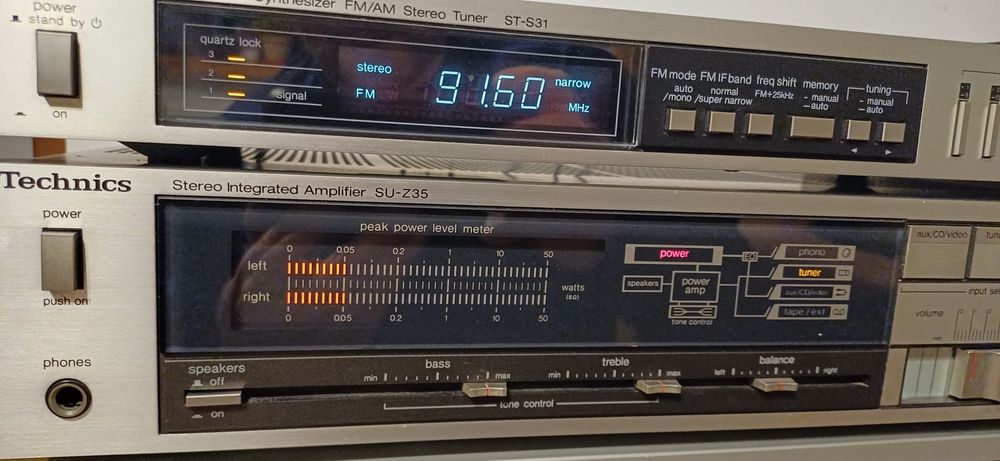 Synthesizer FM/AM Stereo Tuner ST-S31
power
stand by
on
quartz lock
3
2
1 signal
stereo
FM
91.60
narrow
kHz
MHz
FM mode FM IF band freq shift memory tuning
auto normal FM+25kHz - manual - manual
/mono /super narrow - auto - auto
Technics
Stereo Integrated Amplifier SU-Z35
power
push on
phones
peak power level meter
0 0.05 0.2 1 10 50
left
right
0 0.05 0.2 1 10 50
watts
(8Ω)
power
speakers
power
amp
tone control
EQ
phono
tuner
aux/CD/video
tape/ext
aux/CD/video
input
volume
min
speakers
off
on
bass
min max
treble
min max
balance
left right
tone control